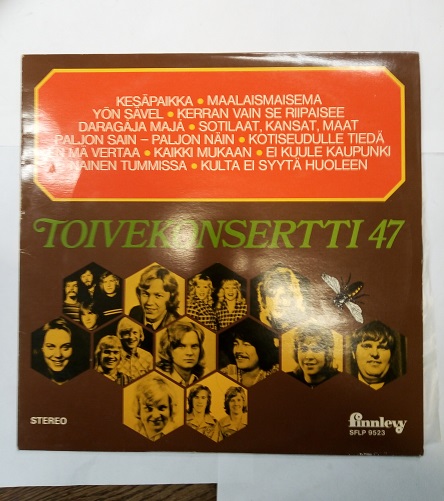 KESÄPAIKKA • MAALAISMAISEMA
YÖN SÄVEL • KERRAN VAIN SE RIIPAISEE
DARAGAJA MAJA • SOTILAAT, KANSAT, MAAT
PALJON SAIN – PALJON NÄIN • KOTISEUDULLE TIEDÄ
EN MÄ VERTAA • KAIKKI MUKAAN • EI KUULE KAUPUNKI
NAINEN TUMMISSA • KULTA EI SYYTÄ HUOLEEN
TOIVEKONSERTTI 47
STEREO
finnlevy
SFLP 9523